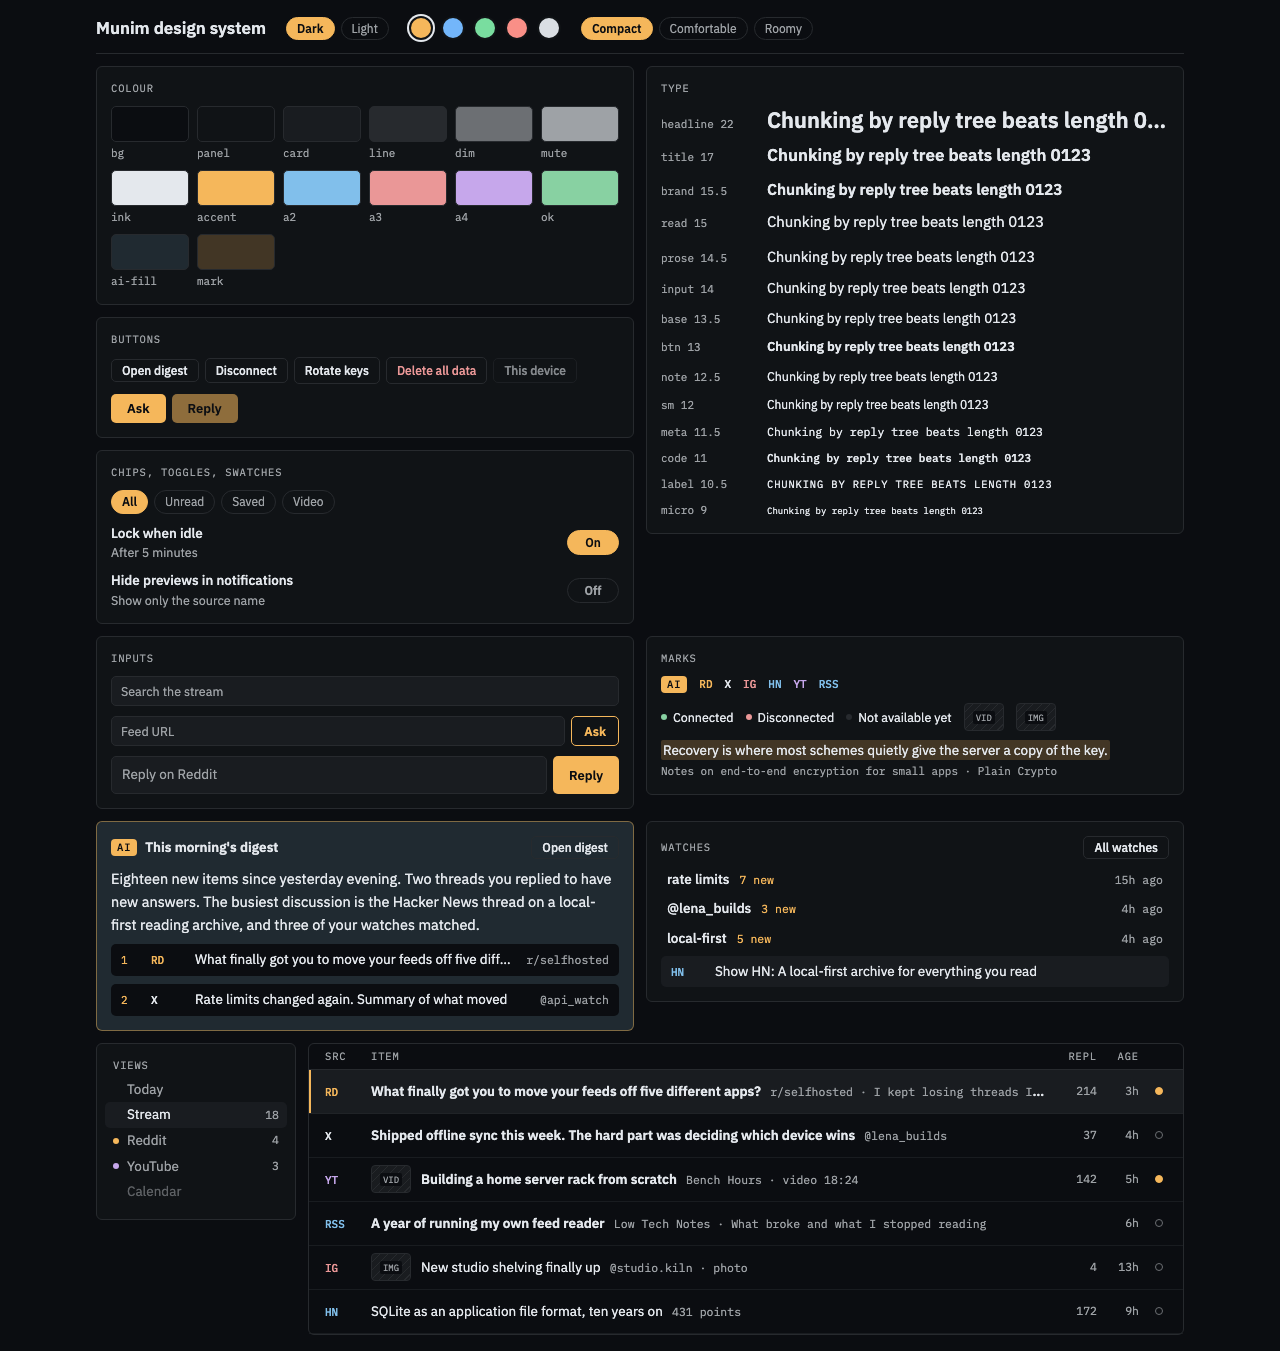 Munim design system
Dark Light
Compact Comfortable Roomy
COLOUR
bg panel card line dim mute
ink accent a2 a3 a4 ok
ai-fill mark
TYPE
headline 22 Chunking by reply tree beats length 0...
title 17 Chunking by reply tree beats length 0123
brand 15.5 Chunking by reply tree beats length 0123
read 15 Chunking by reply tree beats length 0123
prose 14.5 Chunking by reply tree beats length 0123
input 14 Chunking by reply tree beats length 0123
base 13.5 Chunking by reply tree beats length 0123
btn 13 Chunking by reply tree beats length 0123
note 12.5 Chunking by reply tree beats length 0123
sm 12 Chunking by reply tree beats length 0123
meta 11.5 Chunking by reply tree beats length 0123
code 11 Chunking by reply tree beats length 0123
label 10.5 CHUNKING BY REPLY TREE BEATS LENGTH 0123
micro 9 Chunking by reply tree beats length 0123
BUTTONS
Open digest Disconnect Rotate keys Delete all data This device
Ask Reply
CHIPS, TOGGLES, SWATCHES
All Unread Saved Video
Lock when idle
After 5 minutes
On
Hide previews in notifications
Show only the source name
Off
INPUTS
Search the stream
Feed URL Ask
Reply on Reddit Reply
MARKS
AI RD X IG HN YT RSS
Connected Disconnected Not available yet VID IMG
Recovery is where most schemes quietly give the server a copy of the key.
Notes on end-to-end encryption for small apps · Plain Crypto
AI This morning's digest Open digest
Eighteen new items since yesterday evening. Two threads you replied to have
new answers. The busiest discussion is the Hacker News thread on a local-
first reading archive, and three of your watches matched.
1 RD What finally got you to move your feeds off five diff... r/selfhosted
2 X Rate limits changed again. Summary of what moved @api_watch
WATCHES All watches
rate limits 7 new 15h ago
@lena_builds 3 new 4h ago
local-first 5 new 4h ago
HN Show HN: A local-first archive for everything you read
VIEWS
Today
Stream 18
Reddit 4
YouTube 3
Calendar
SRC ITEM REPL AGE
RD What finally got you to move your feeds off five different apps? r/selfhosted · I kept losing threads I... 214 3h
X Shipped offline sync this week. The hard part was deciding which device wins @lena_builds 37 4h
YT VID Building a home server rack from scratch Bench Hours · video 18:24 142 5h
RSS A year of running my own feed reader Low Tech Notes · What broke and what I stopped reading 6h
IG IMG New studio shelving finally up @studio.kiln · photo 4 13h
HN SQLite as an application file format, ten years on 431 points 172 9h